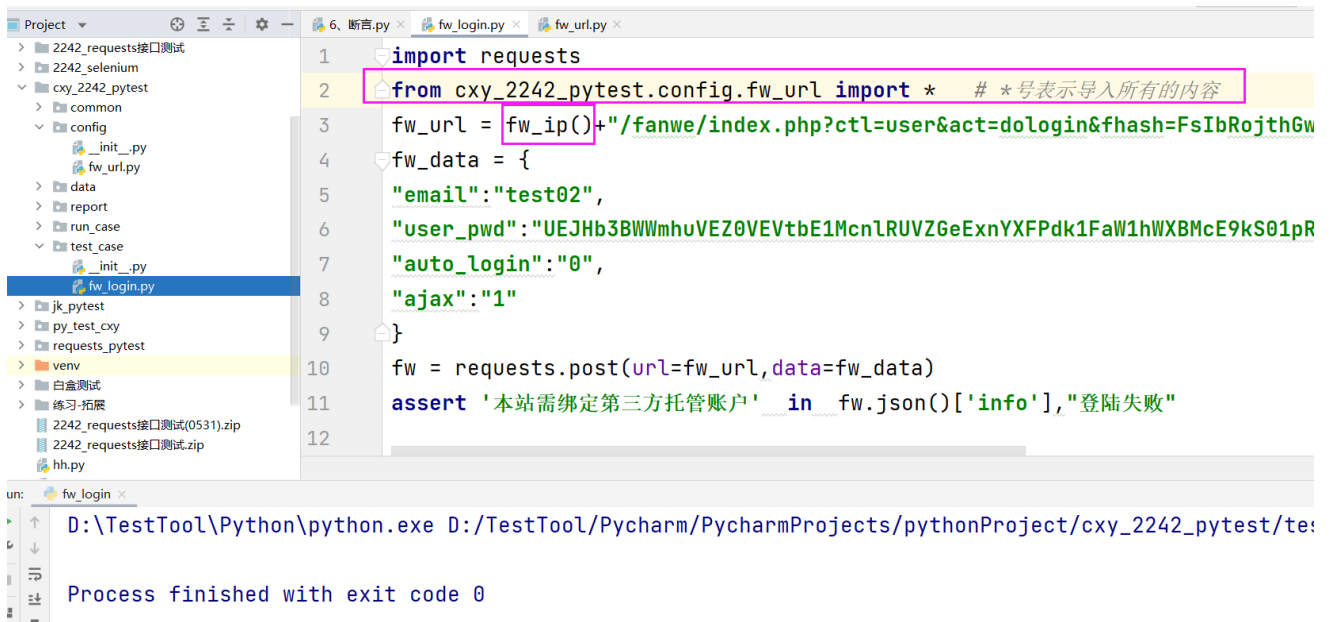 Project
6、断言.py
fw_login.py
fw_url.py
2242_requests接口测试
2242_selenium
cxy_2242_pytest
common
config
__init__.py
fw_url.py
data
report
run_case
test_case
__init__.py
fw_login.py
jk_pytest
py_test_cxy
requests_pytest
venv
白盒测试
练习-拓展
2242_requests接口测试(0531).zip
2242_requests接口测试.zip
hh.py
1 import requests
2 from cxy_2242_pytest.config.fw_url import * # *号表示导入所有的内容
3 fw_url = fw_ip()+"/fanwe/index.php?ctl=user&act=dologin&fhash=FsIbRojthGw
4 fw_data = {
5 "email":"test02",
6 "user_pwd":"UEJHb3BWWmhuVEZ0VEVtbE1McnlRUVZGeExnYXFPdk1FaW1hWXBMcE9kS01pR
7 "auto_login":"0",
8 "ajax":"1"
9 }
10 fw = requests.post(url=fw_url,data=fw_data)
11 assert '本站需绑定第三方托管账户' in fw.json()['info'],"登陆失败"
12
un: fw_login
D:\TestTool\Python\python.exe D:/TestTool/Pycharm/PycharmProjects/pythonProject/cxy_2242_pytest/tes
Process finished with exit code 0